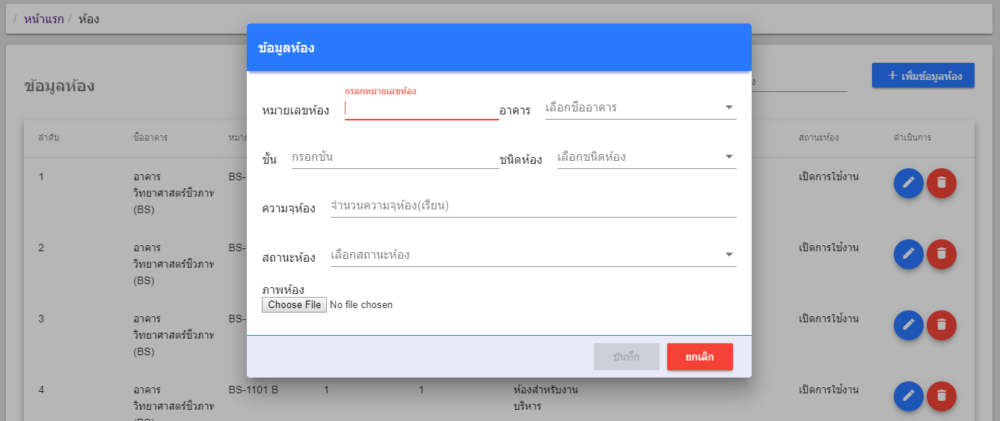 / หน้าแรก / ห้อง
ข้อมูลห้อง
ข้อมูลห้อง
+ เพิ่มข้อมูลห้อง
กรอกหมายเลขห้อง
หมายเลขห้อง
อาคาร เลือกชื่ออาคาร
ชั้น กรอกชั้น
ชนิดห้อง เลือกชนิดห้อง
ความจุห้อง จำนวนความจุห้อง(เรียน)
สถานะห้อง เลือกสถานะห้อง
ภาพห้อง
Choose File No file chosen
บันทึก ยกเลิก
ลำดับ ชื่ออาคาร หมาย สถานะห้อง ดำเนินการ
1 อาคาร BS- เปิดการใช้งาน
วิทยาศาสตร์ชีวภาพ
(BS)
2 อาคาร BS- เปิดการใช้งาน
วิทยาศาสตร์ชีวภาพ
(BS)
3 อาคาร BS- เปิดการใช้งาน
วิทยาศาสตร์ชีวภาพ
(BS)
4 อาคาร BS-1101 B 1 1 ห้องสำหรับงาน เปิดการใช้งาน
วิทยาศาสตร์ชีวภาพ บริหาร
(BS)